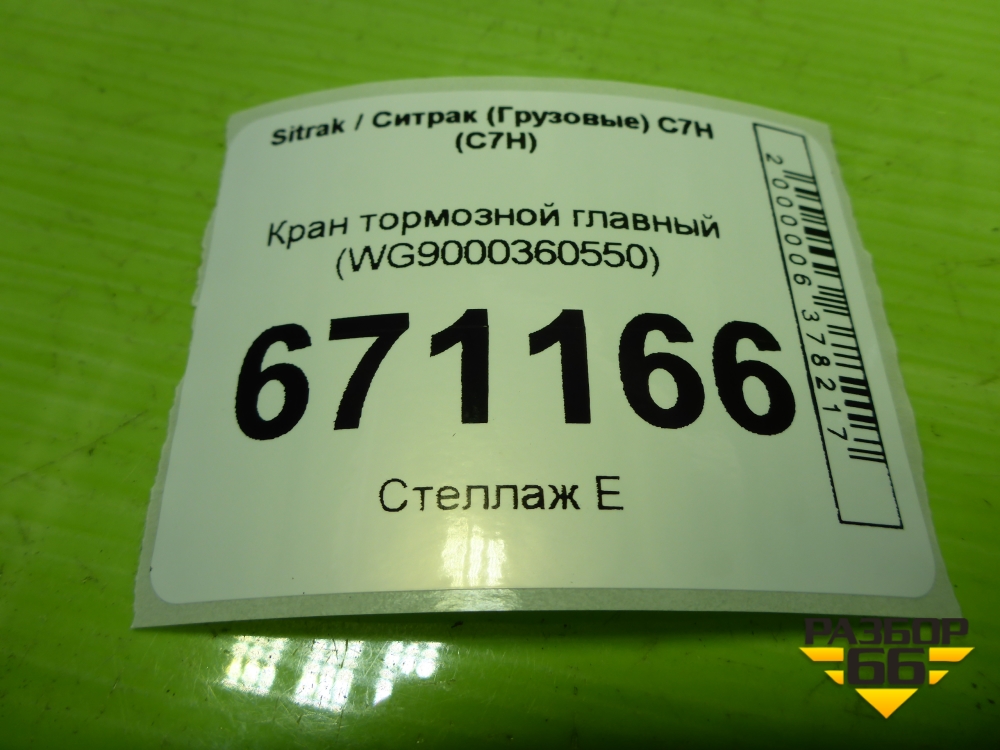 Sitrak / Ситрак (Грузовые) C7H
(C7H)
Кран тормозной главный
(WG9000360550)
671166
Стеллаж Е
2000006378217
РАЗБОР
66